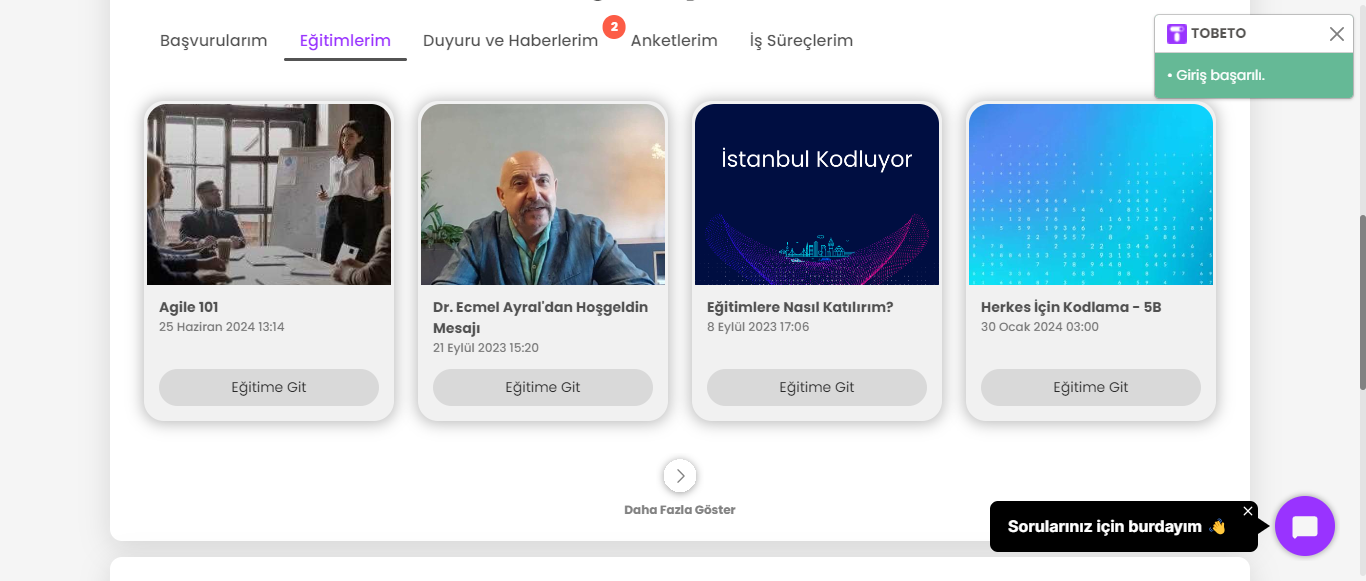 Başvurularım
Eğitimlerim
Duyuru ve Haberlerim
2
Anketlerim
İş Süreçlerim
TOBETO
• Giriş başarılı.
İstanbul Kodluyor
Agile 101
25 Haziran 2024 13:14
Eğitime Git
Dr. Ecmel Ayral'dan Hoşgeldin
Mesajı
21 Eylül 2023 15:20
Eğitime Git
Eğitimlere Nasıl Katılırım?
8 Eylül 2023 17:06
Eğitime Git
Herkes İçin Kodlama - 5B
30 Ocak 2024 03:00
Eğitime Git
Daha Fazla Göster
Sorularınız için burdayım 👋